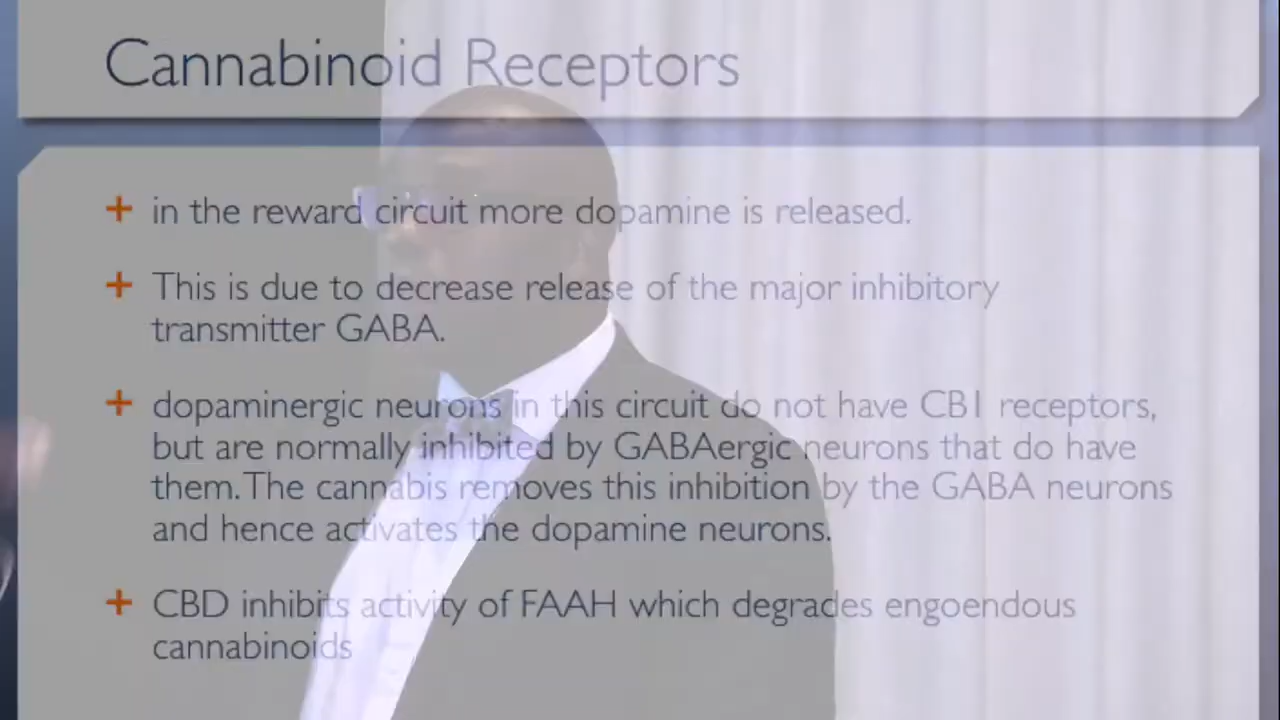 Cannabinoid Receptors
+ in the reward circuit more dopamine is released.
+ This is due to decrease release of the major inhibitory
transmitter GABA.
+ dopaminergic neurons in this circuit do not have CB1 receptors,
but are normally inhibited by GABAergic neurons that do have
them. The cannabis removes this inhibition by the GABA neurons
and hence activates the dopamine neurons.
+ CBD inhibits activity of FAAH which degrades engoendous
cannabinoids